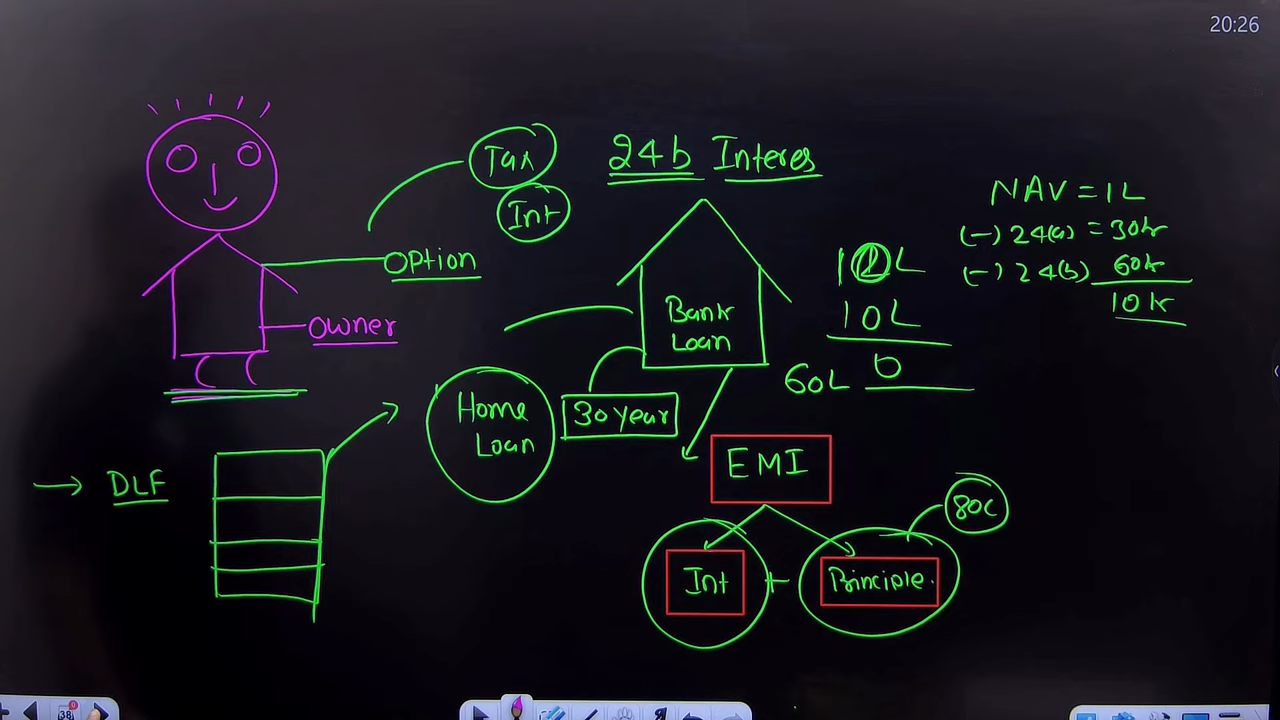 20:26
Tax
Int
Option
Owner
24b Interes
NAV = 1L
(-) 24(a) = 30k
(-) 24(b) 60k
10k
10L
0
60L
Bank
Loan
Home
Loan
30 year
DLF
EMI
80C
Int + Principle.
38